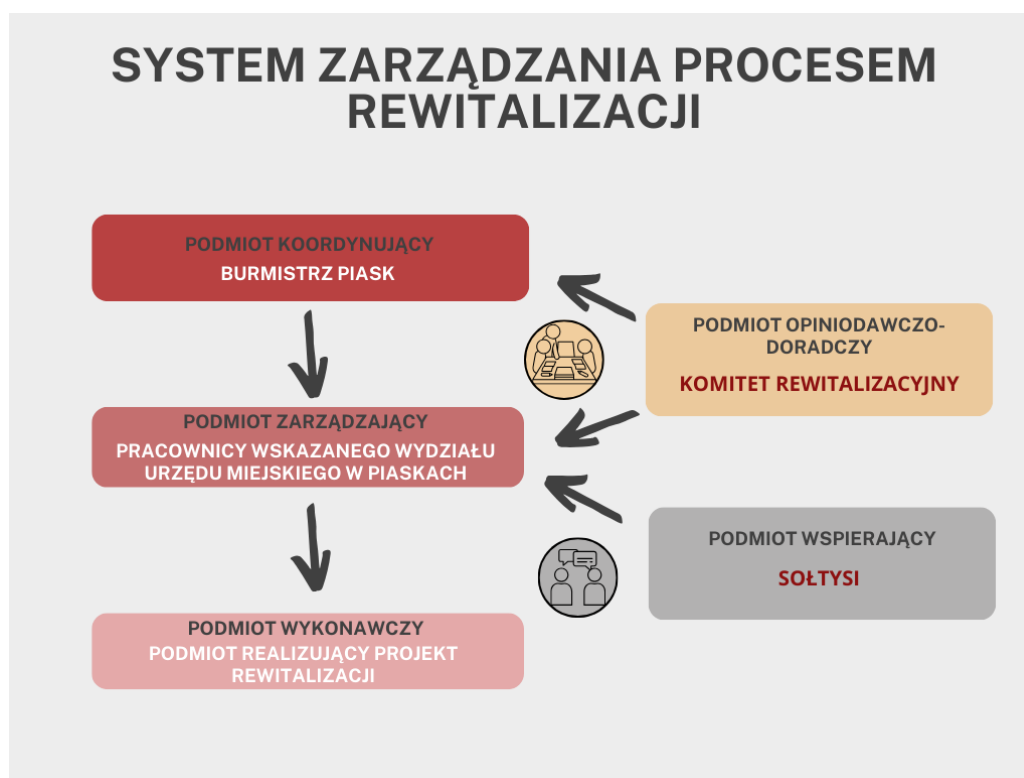 SYSTEM ZARZĄDZANIA PROCESEM
REWITALIZACJI
PODMIOT KOORDYNUJĄCY
BURMISTRZ PIASK
PODMIOT OPINIODAWCZO-
DORADCZY
KOMITET REWITALIZACYJNY
PODMIOT ZARZĄDZAJĄCY
PRACOWNICY WSKAZANEGO WYDZIAŁU
URZĘDU MIEJSKIEGO W PIASKACH
PODMIOT WSPIERAJĄCY
SOŁTYSI
PODMIOT WYKONAWCZY
PODMIOT REALIZUJĄCY PROJEKT
REWITALIZACJI